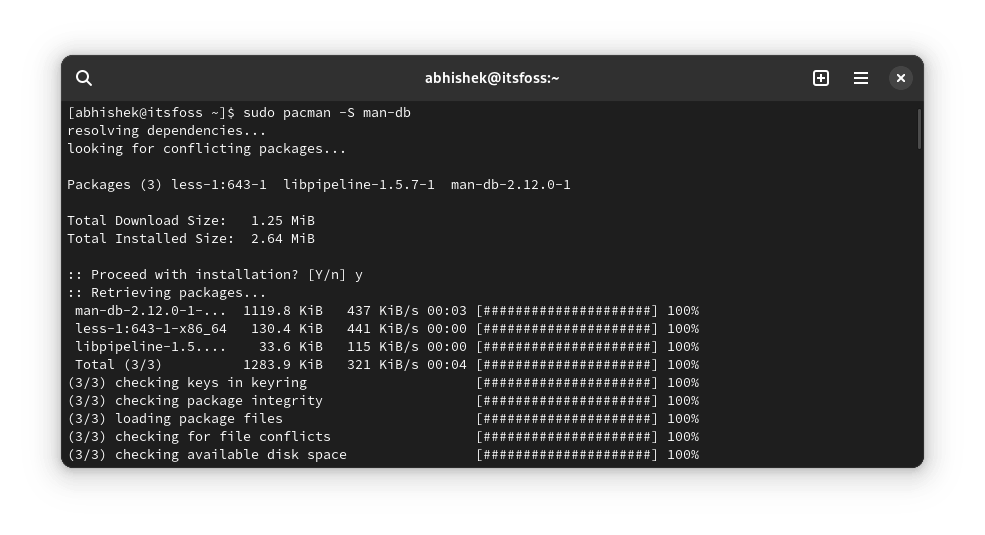 abhishek@itsfoss:~
[abhishek@itsfoss ~]$ sudo pacman -S man-db
resolving dependencies...
looking for conflicting packages...
Packages (3) less-1:643-1  libpipeline-1.5.7-1  man-db-2.12.0-1
Total Download Size:   1.25 MiB
Total Installed Size:  2.64 MiB
:: Proceed with installation? [Y/n] y
:: Retrieving packages...
 man-db-2.12.0-1-...  1119.8 KiB   437 KiB/s 00:03 [#####################] 100%
 less-1:643-1-x86_64   130.4 KiB   441 KiB/s 00:00 [#####################] 100%
 libpipeline-1.5....    33.6 KiB   115 KiB/s 00:00 [#####################] 100%
 Total (3/3)          1283.9 KiB   321 KiB/s 00:04 [#####################] 100%
(3/3) checking keys in keyring                     [#####################] 100%
(3/3) checking package integrity                   [#####################] 100%
(3/3) loading package files                        [#####################] 100%
(3/3) checking for file conflicts                  [#####################] 100%
(3/3) checking available disk space                [#####################] 100%